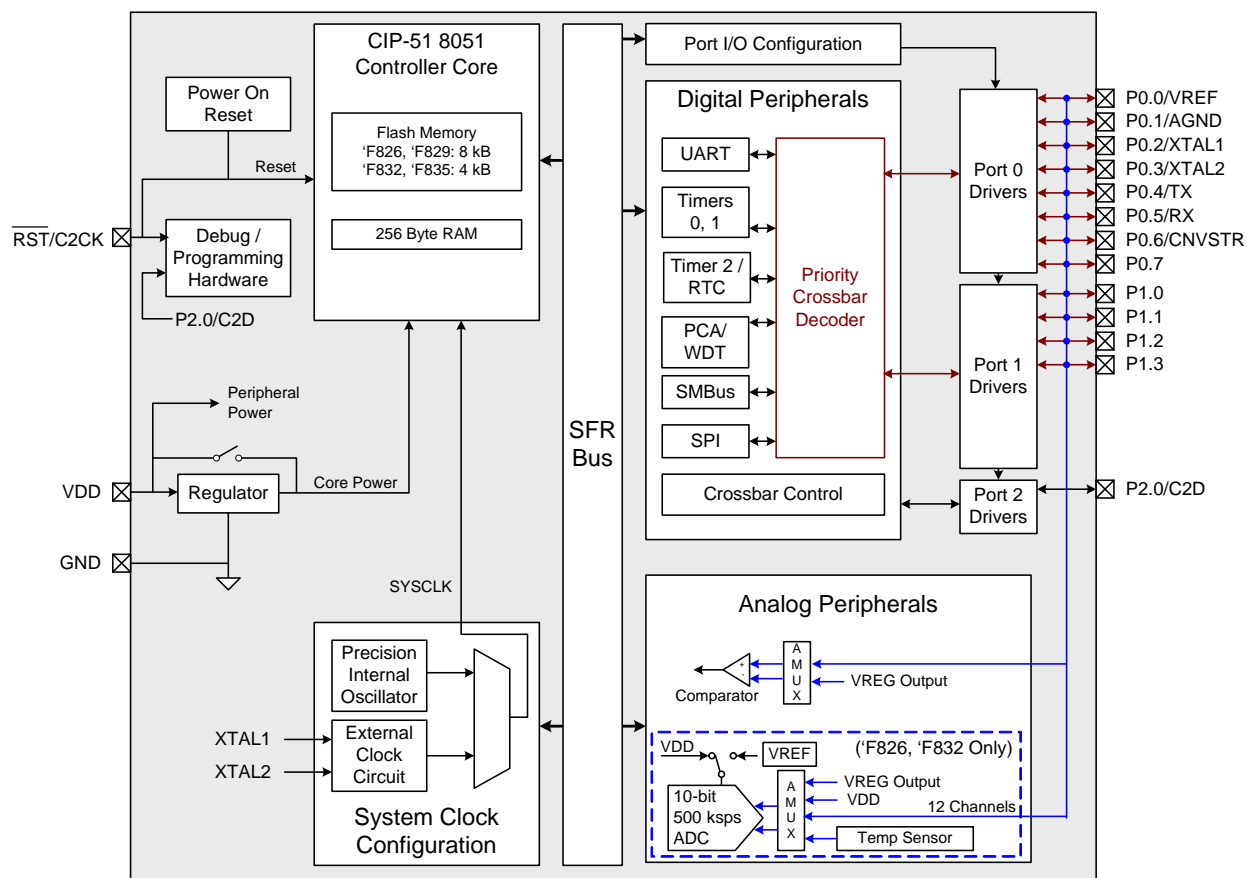 CIP-51 8051
Controller Core
Flash Memory
‘F826, ‘F829: 8 kB
‘F832, ‘F835: 4 kB
256 Byte RAM
Power On
Reset
Reset
RST/C2CK
Debug /
Programming
Hardware
P2.0/C2D
Peripheral
Power
VDD
Regulator
Core Power
GND
SYSCLK
Precision
Internal
Oscillator
XTAL1
XTAL2
External
Clock
Circuit
System Clock
Configuration
SFR
Bus
Port I/O Configuration
Digital Peripherals
UART
Timers
0, 1
Timer 2 /
RTC
PCA/
WDT
SMBus
SPI
Priority
Crossbar
Decoder
Crossbar Control
Port 0
Drivers
Port 1
Drivers
Port 2
Drivers
P0.0/VREF
P0.1/AGND
P0.2/XTAL1
P0.3/XTAL2
P0.4/TX
P0.5/RX
P0.6/CNVSTR
P0.7
P1.0
P1.1
P1.2
P1.3
P2.0/C2D
Analog Peripherals
+
-
Comparator
A
M
U
X
VREG Output
(‘F826, ‘F832 Only)
VDD
VREF
10-bit
500 ksps
ADC
A
M
U
X
VREG Output
VDD
12 Channels
Temp Sensor